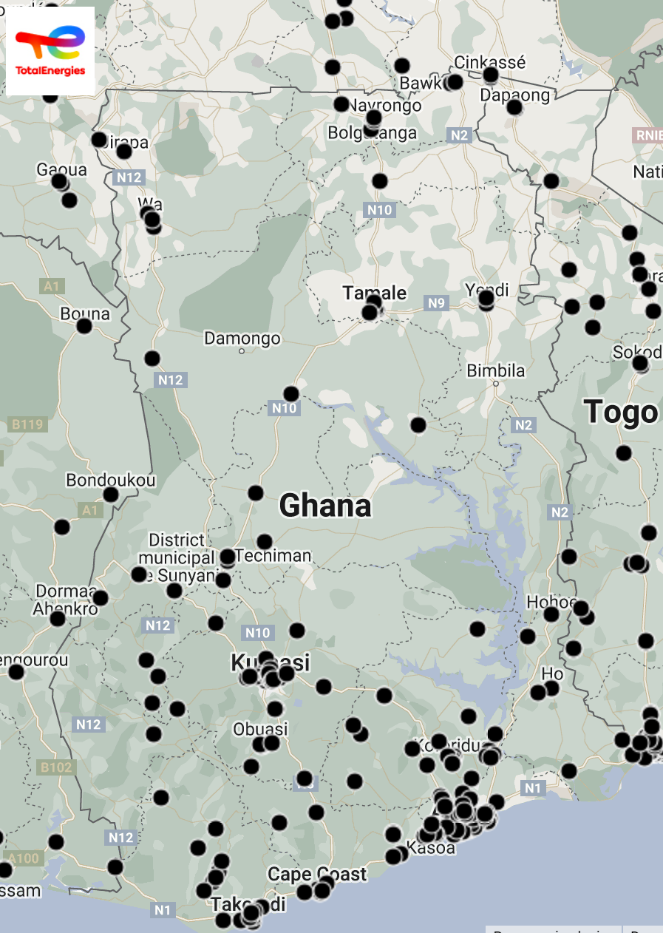 TotalEnergies
Cinkassé
Dapaong
Navrongo
N2
RNIE
Gaoua
N12
Wa
N10
A1
Tamale
N9
Yendi
Bouna
Damongo
N12
Bimbila
N10
Togo
B119
N2
Bondoukou
A1
Ghana
N2
District
municipal
de Sunyani
Techiman
Dormaa
Ahenkro
Hohoe
N12
N10
Kumasi
Ho
N12
Obuasi
B102
N1
N12
Kasoa
A100
Cape Coast
N1
Takoradi